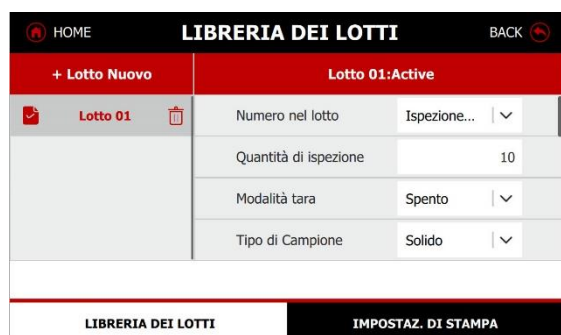 HOME LIBRERIA DEI LOTTI BACK
+ Lotto Nuovo Lotto 01:Active
Lotto 01 Numero nel lotto Ispezione...
Quantità di ispezione 10
Modalità tara Spento
Tipo di Campione Solido
LIBRERIA DEI LOTTI IMPOSTAZ. DI STAMPA